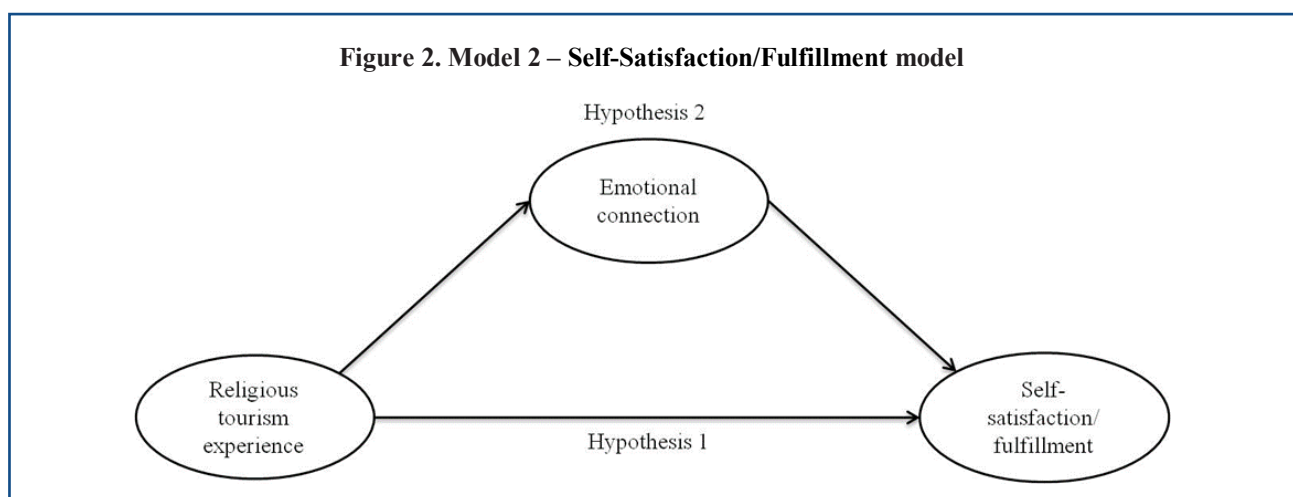 Figure 2. Model 2 – Self-Satisfaction/Fulfillment model
Hypothesis 2
Emotional
connection
Religious
tourism
experience
Hypothesis 1
Self-
satisfaction/
fulfillment